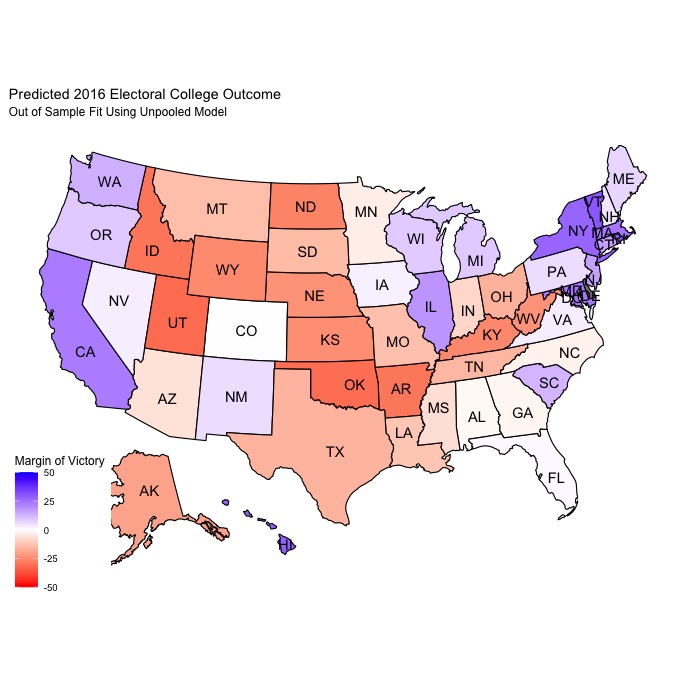 Predicted 2016 Electoral College Outcome
Out of Sample Fit Using Unpooled Model
WA
MT
ND
MN
ME
VT
NH
OR
ID
SD
WI
MI
NY
MA
CT
RI
WY
NE
IA
PA
NJ
NV
UT
CO
IL
IN
OH
MD
DE
DC
CA
KS
MO
KY
WV
VA
AZ
NM
OK
AR
TN
NC
SC
TX
LA
MS
AL
GA
FL
AK
HI
Margin of Victory
50
25
0
-25
-50